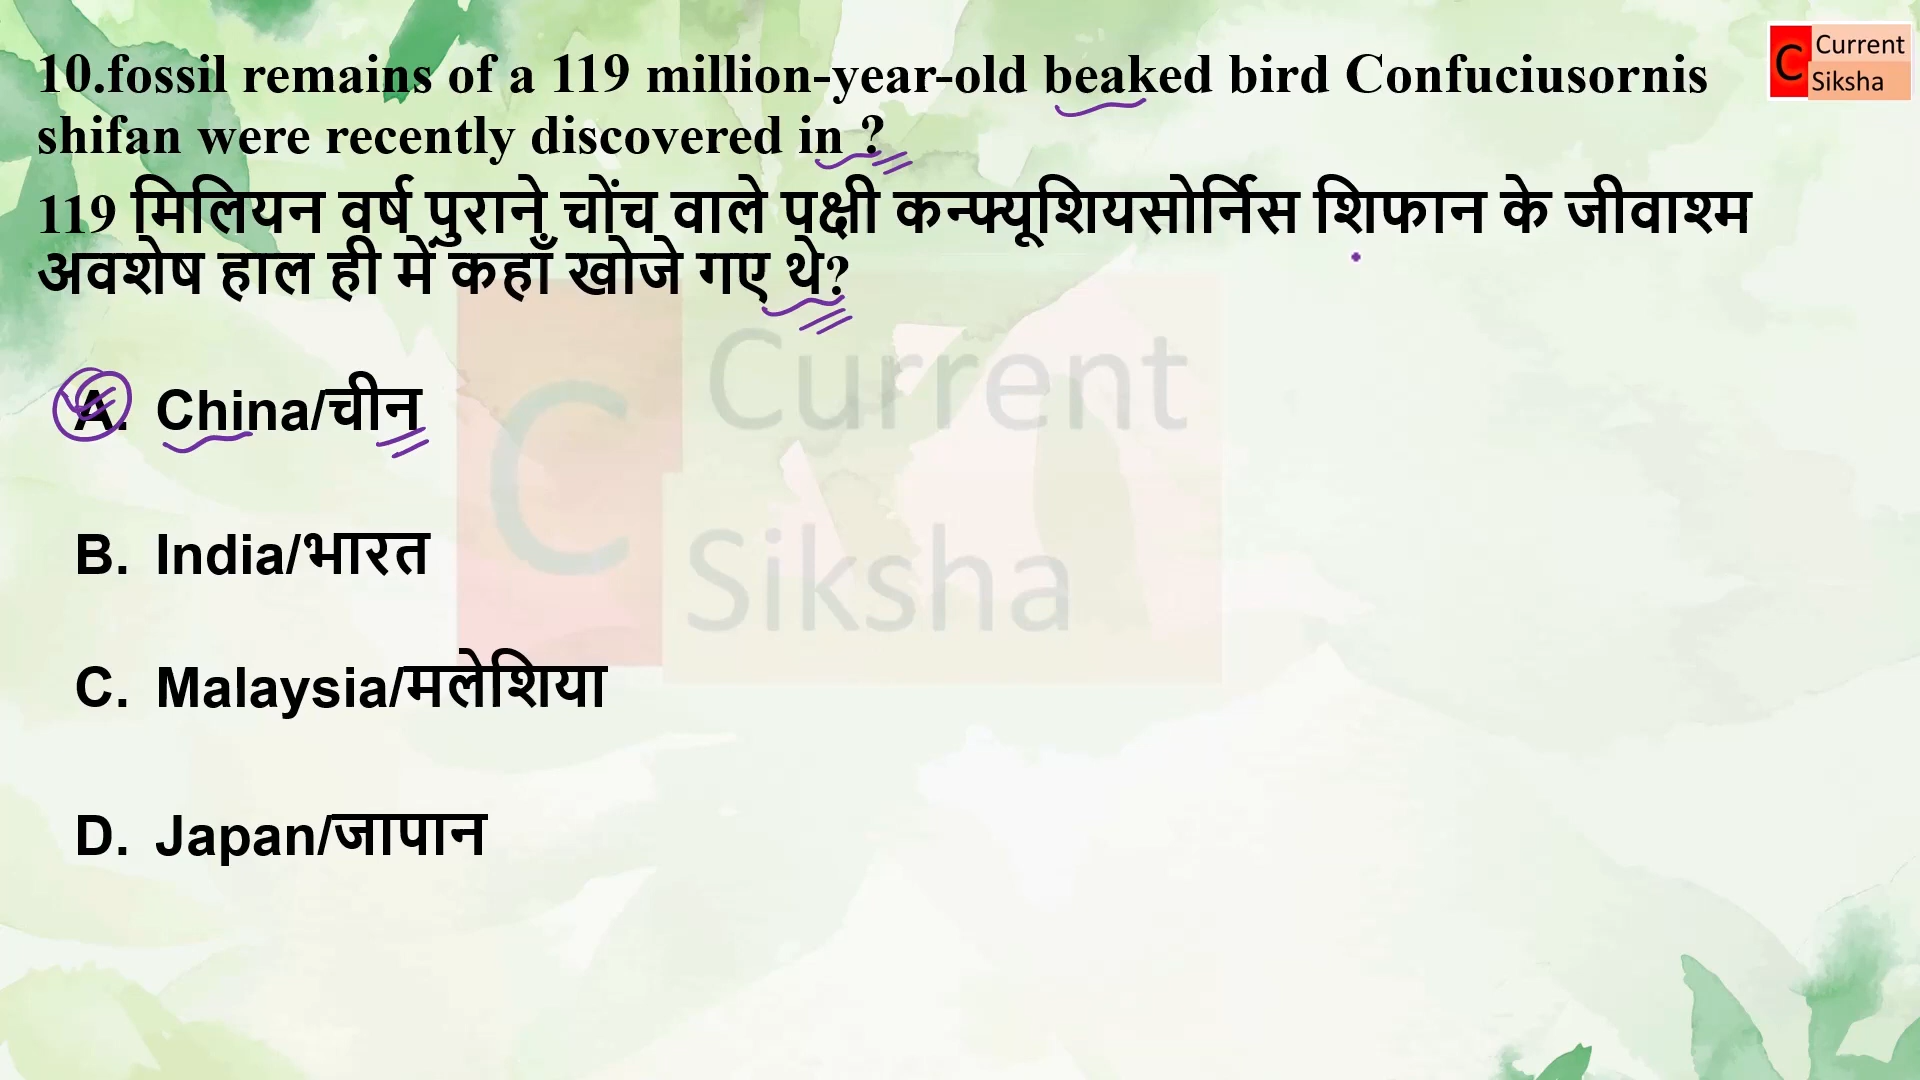 10.fossil remains of a 119 million-year-old beaked bird Confuciusornis
shifan were recently discovered in ?
119 मिलियन वर्ष पुराने चोंच वाले पक्षी कन्फ्यूशियसोर्निस शिफान के जीवाश्म
अवशेष हाल ही में कहाँ खोजे गए थे?
A. China/चीन
B. India/भारत
C. Malaysia/मलेशिया
D. Japan/जापान
C Current
Siksha
C Current
Siksha